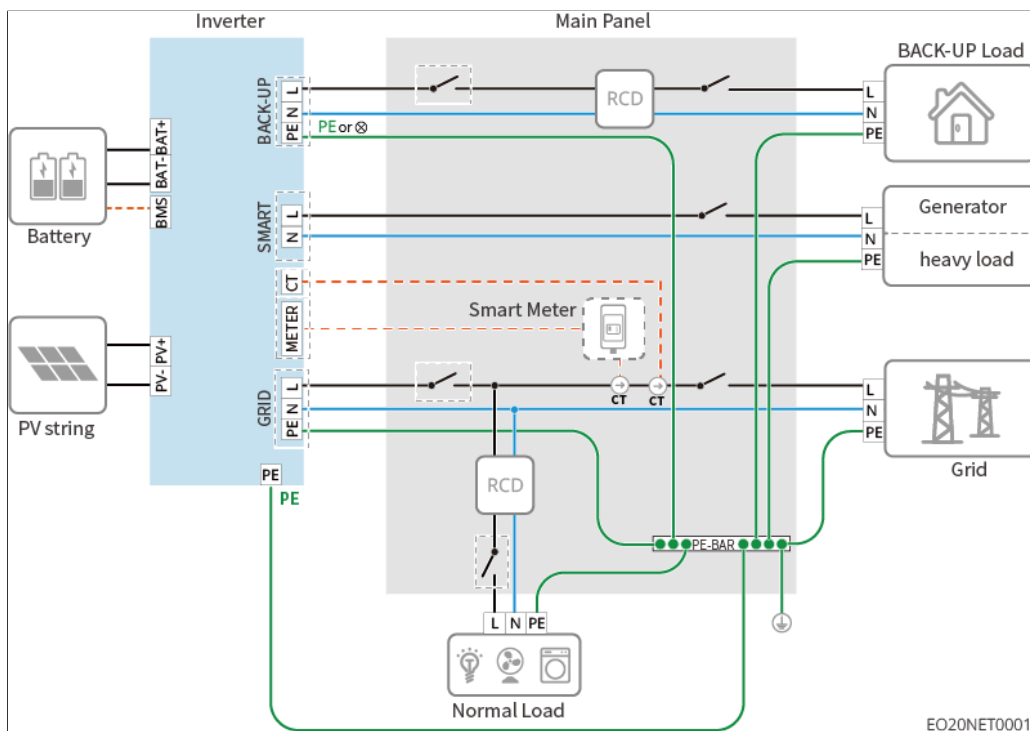 Inverter
Main Panel
BACK-UP Load
BACK-UP
L
N
PE
PE or ⊗
RCD
L
N
PE
BAT+
BAT-
BMS
Battery
SMART
L
N
L
N
PE
Generator
heavy load
CT
METER
Smart Meter
PV+
PV-
PV string
GRID
L
N
PE
CT
CT
L
N
PE
Grid
PE
PE
RCD
PE-BAR
L
N
PE
Normal Load
EO20NET0001